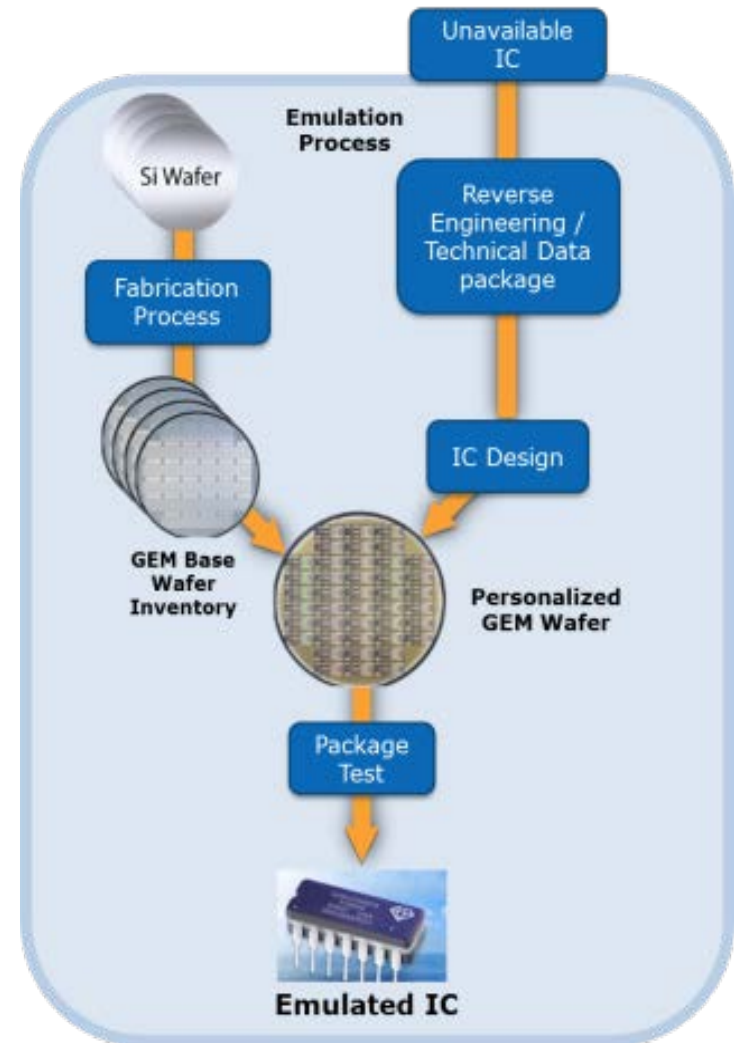 Unavailable
IC
Emulation
Process
Si Wafer
Reverse
Engineering /
Technical Data
package
Fabrication
Process
IC Design
GEM Base
Wafer
Inventory
Personalized
GEM Wafer
Package
Test
Emulated IC